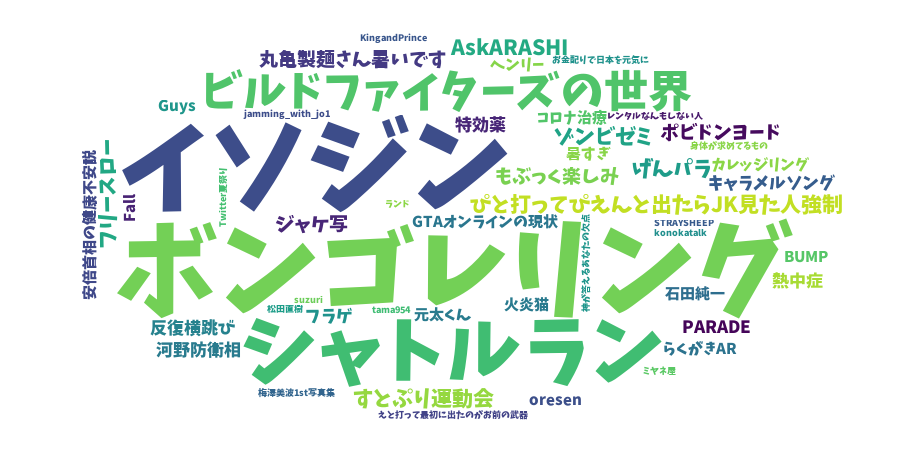 KingandPrince
AskARASHI
丸亀製麺さん暑いです
ヘンリー
お金配りで日本を元気に
ビルドファイターズの世界
Guys
jamming_with_jo1
特効薬
コロナ治療
レンタルなんもしない人
ゾンビゼミ
ポビドンヨード
身体が求めてるもの
暑すぎ
イソジン
げんパラ
カレッジリング
もぶっく楽しみ
キャラメルソング
安倍首相の健康不安説
フリースロー
Fall
Twitter夏祭り
ランド
ぴと打ってぴえんと出たらJK見た人強制
ジャケ写
GTAオンラインの現状
神が答えるあなたの欠点
STRAYSHEEP
konokatalk
ボンゴレリング
BUMP
熱中症
石田純一
suzuri
松田直樹
フラゲ
tama954
元太くん
火炎猫
反復横跳び
PARADE
河野防衛相
シャトルラン
らくがきAR
ミヤネ屋
梅澤美波1st写真集
すとぷり運動会
oresen
えと打って最初に出たのがお前の武器